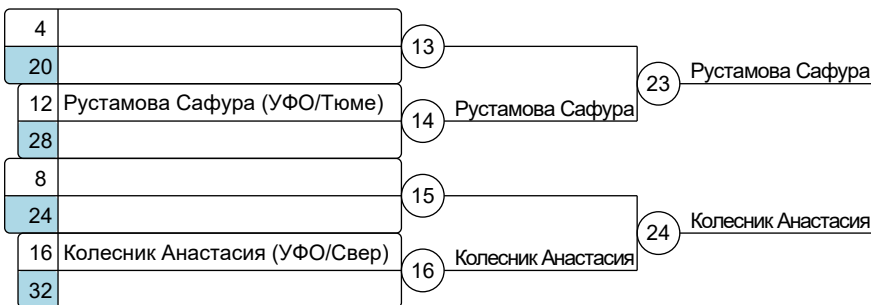 4
13
20
23 Рустамова Сафура
12 Рустамова Сафура (УФО/Тюме)
14 Рустамова Сафура
28
8
15
24
24 Колесник Анастасия
16 Колесник Анастасия (УФО/Свер)
16 Колесник Анастасия
32